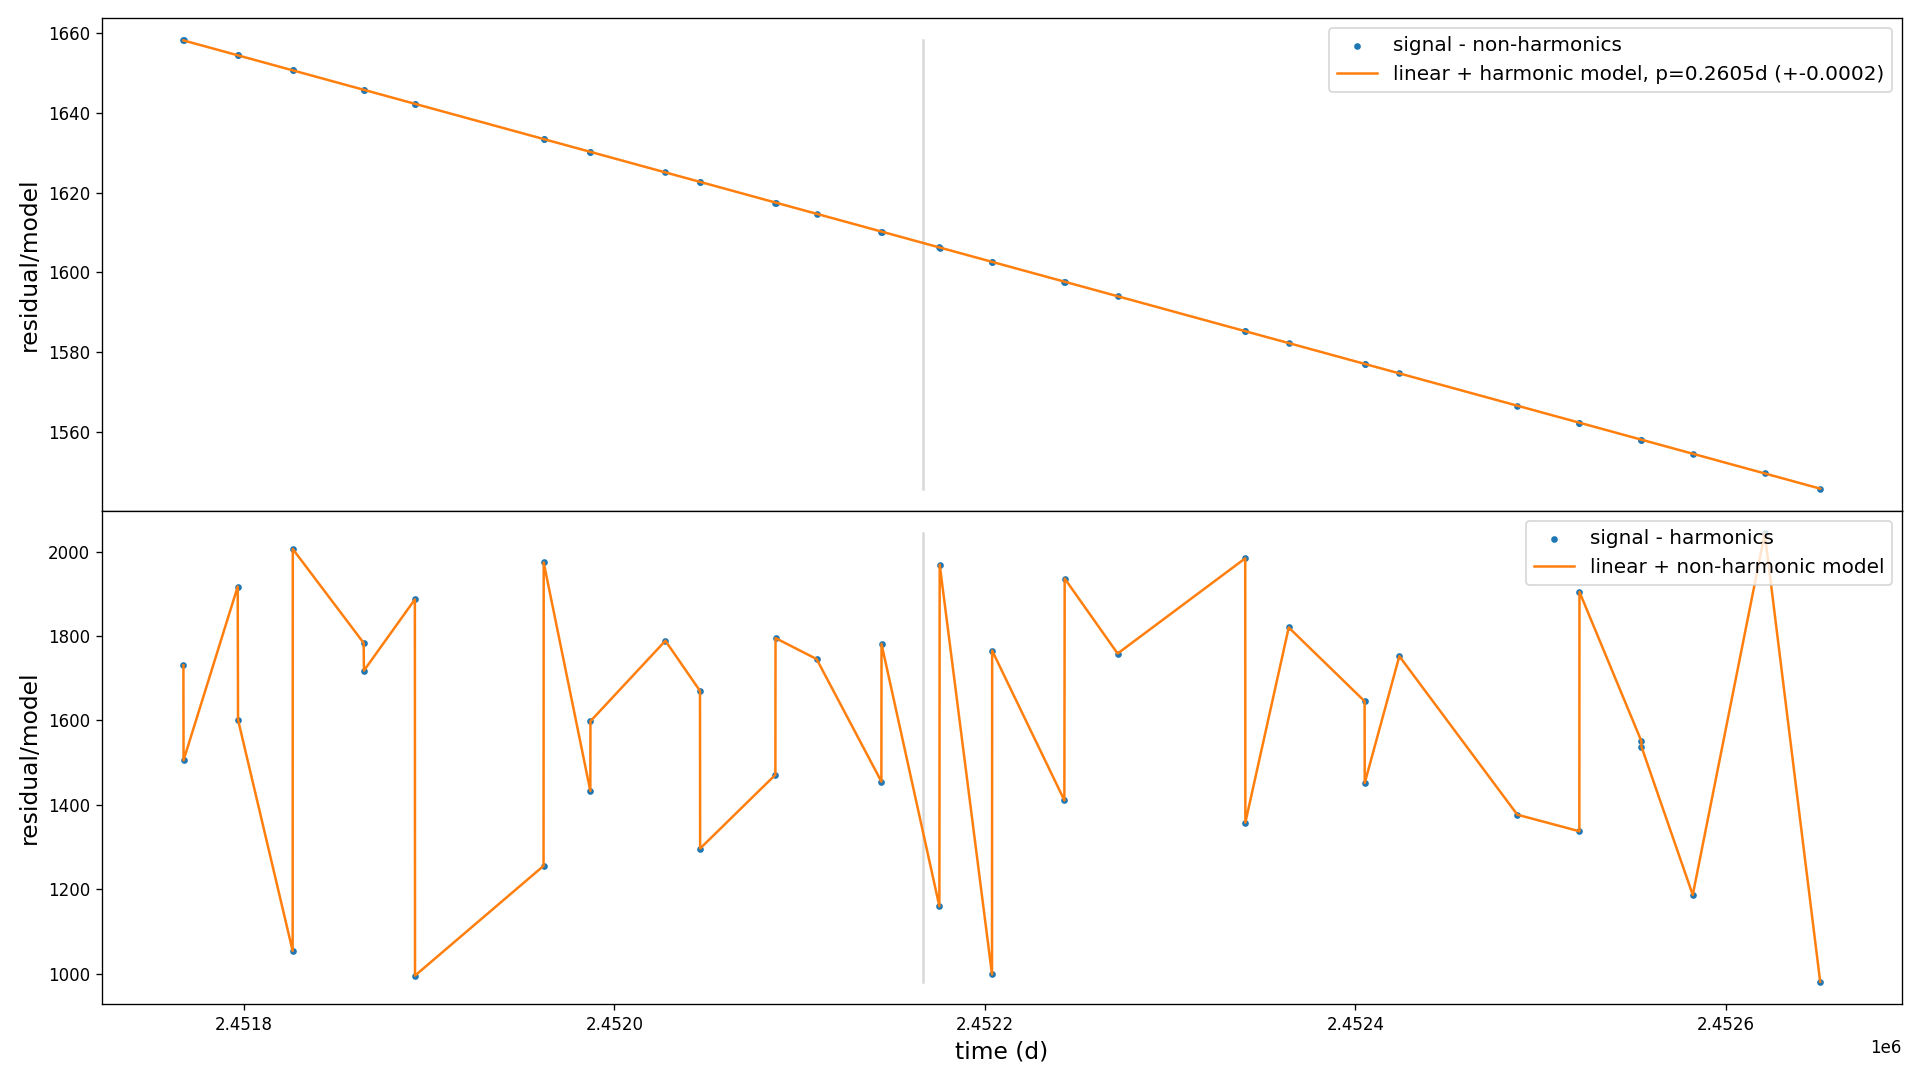 1660
1640
1620
1600
1580
1560
residual/model
signal - non-harmonics
linear + harmonic model, p=0.2605d (+-0.0002)
2000
1800
1600
1400
1200
1000
residual/model
signal - harmonics
linear + non-harmonic model
2.4518 2.4520 2.4522 2.4524 2.4526
1e6
time (d)